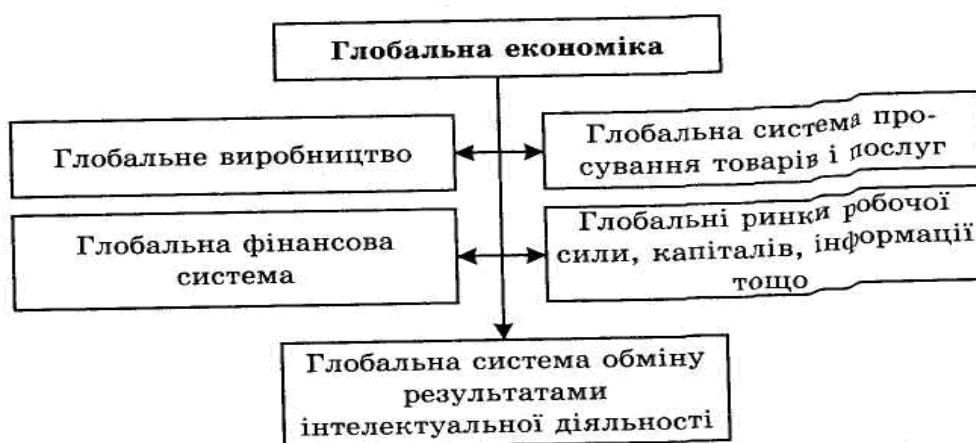 Глобальна економіка
Глобальне виробництво
Глобальна система про-
сування товарів і послуг
Глобальна фінансова
система
Глобальні ринки робочої
сили, капіталів, інформації
тощо
Глобальна система обміну
результатами
інтелектуальної діяльності